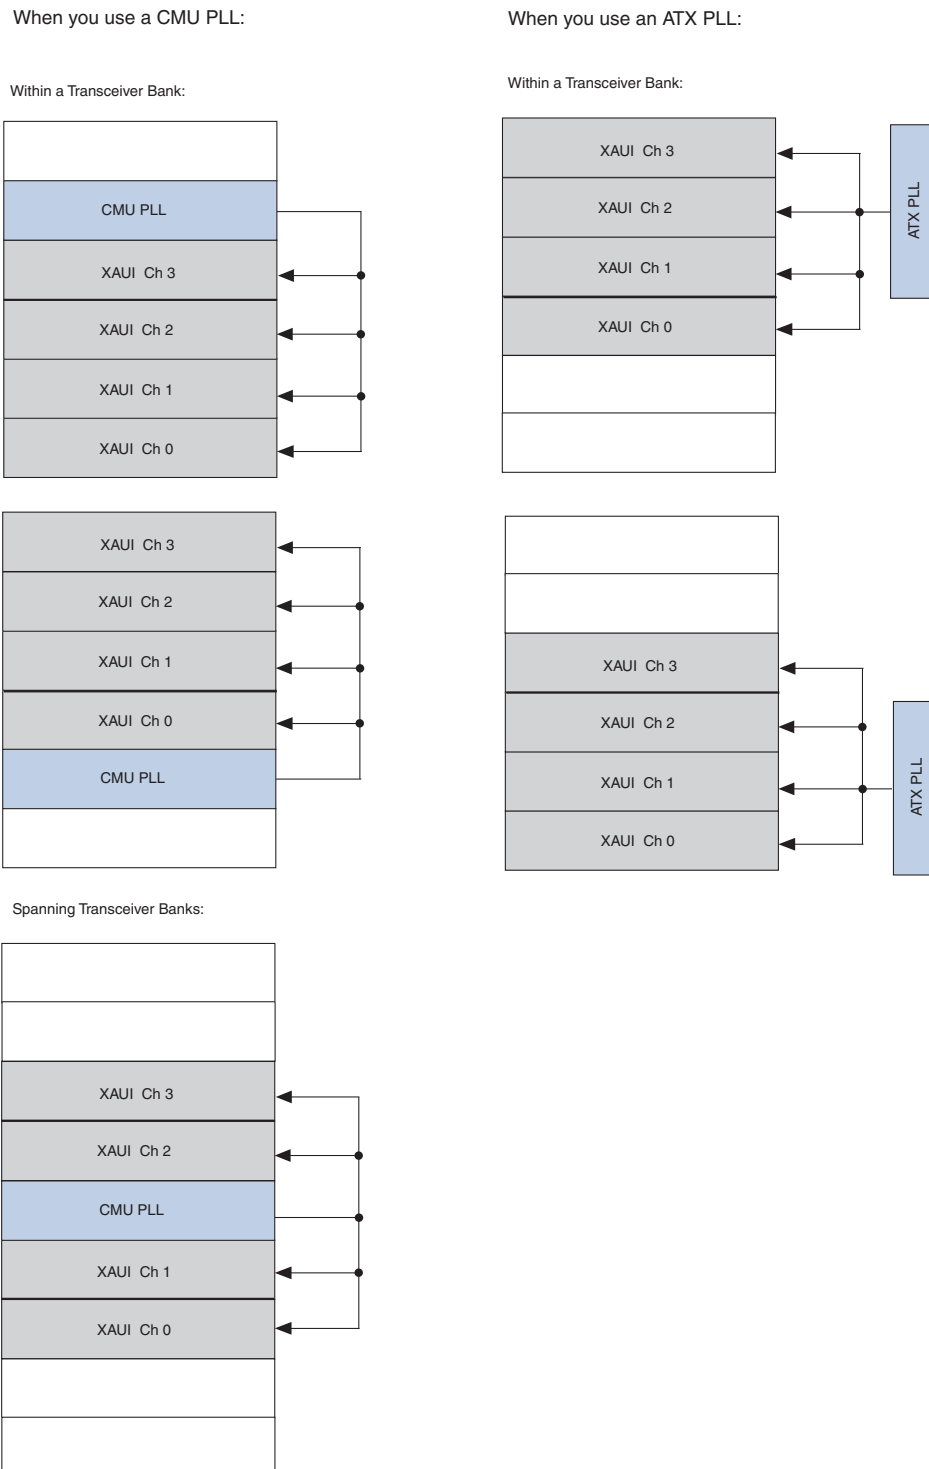 When you use a CMU PLL:
Within a Transceiver Bank:
CMU PLL
XAUI Ch 3
XAUI Ch 2
XAUI Ch 1
XAUI Ch 0
XAUI Ch 3
XAUI Ch 2
XAUI Ch 1
XAUI Ch 0
CMU PLL
Spanning Transceiver Banks:
XAUI Ch 3
XAUI Ch 2
CMU PLL
XAUI Ch 1
XAUI Ch 0
When you use an ATX PLL:
Within a Transceiver Bank:
XAUI Ch 3
XAUI Ch 2
XAUI Ch 1
XAUI Ch 0
ATX PLL
XAUI Ch 3
XAUI Ch 2
XAUI Ch 1
XAUI Ch 0
ATX PLL